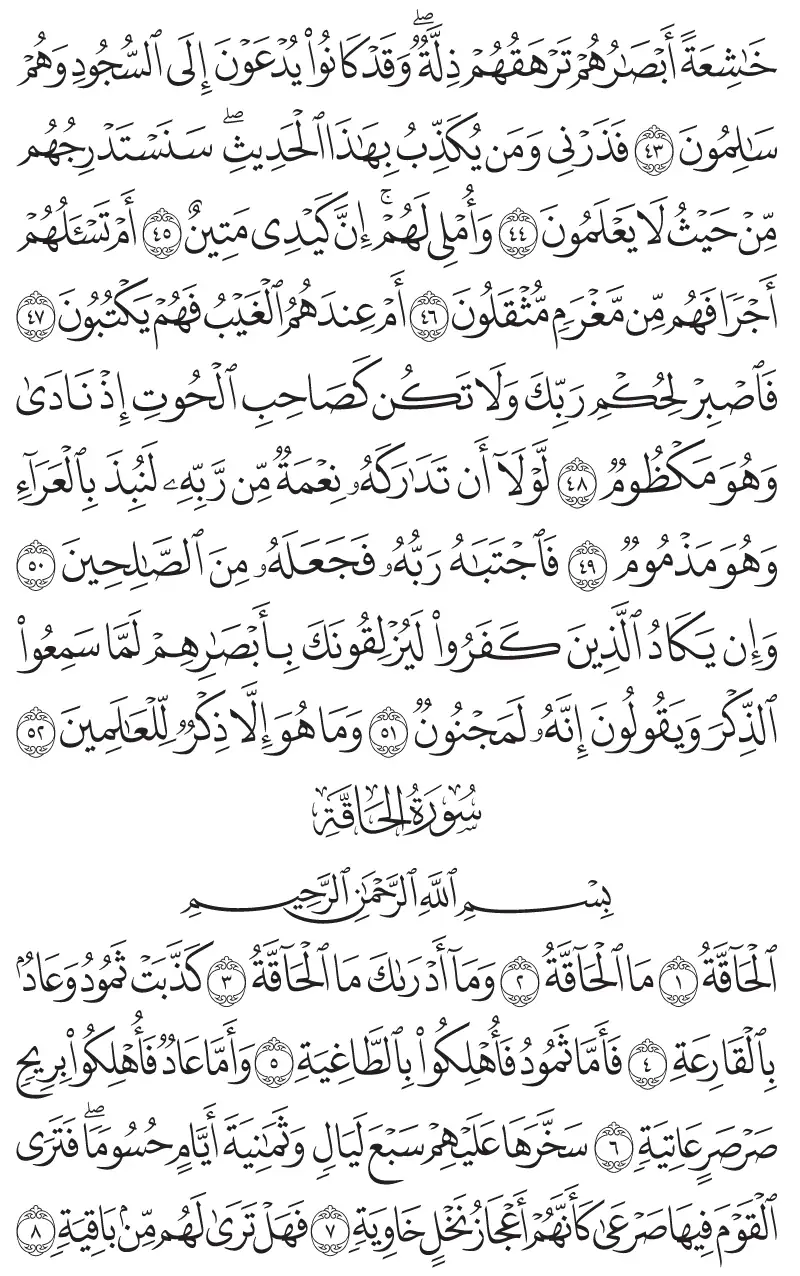 خَٰشِعَةً أَبْصَٰرُهُمْ تَرْهَقُهُمْ ذِلَّةٌۖ وَقَدْ كَانُوا۟ يُدْعَوْنَ إِلَى ٱلسُّجُودِ وَهُمْ
سَٰلِمُونَ ٤٣ فَذَرْنِى وَمَن يُكَذِّبُ بِهَٰذَا ٱلْحَدِيثِۖ سَنَسْتَدْرِجُهُم
مِّنْ حَيْثُ لَا يَعْلَمُونَ ٤٤ وَأُمْلِى لَهُمْۚ إِنَّ كَيْدِى مَتِينٌ ٤٥ أَمْ تَسْـَٔلُهُمْ
أَجْرًا فَهُم مِّن مَّغْرَمٍ مُّثْقَلُونَ ٤٦ أَمْ عِندَهُمُ ٱلْغَيْبُ فَهُمْ يَكْتُبُونَ ٤٧
فَٱصْبِرْ لِحُكْمِ رَبِّكَ وَلَا تَكُن كَصَاحِبِ ٱلْحُوتِ إِذْ نَادَىٰ
وَهُوَ مَكْظُومٌ ٤٨ لَّوْلَآ أَن تَدَٰرَكَهُۥ نِعْمَةٌ مِّن رَّبِّهِۦ لَنُبِذَ بِٱلْعَرَآءِ
وَهُوَ مَذْمُومٌ ٤٩ فَٱجْتَبَٰهُ رَبُّهُۥ فَجَعَلَهُۥ مِنَ ٱلصَّٰلِحِينَ ٥٠
وَإِن يَكَادُ ٱلَّذِينَ كَفَرُوا۟ لَيُزْلِقُونَكَ بِأَبْصَٰرِهِمْ لَمَّا سَمِعُوا۟
ٱلذِّكْرَ وَيَقُولُونَ إِنَّهُۥ لَمَجْنُونٌ ٥١ وَمَا هُوَ إِلَّا ذِكْرٌ لِّلْعَٰلَمِينَ ٥٢
سُورَةُ الحَاقَّةِ
بِسْمِ ٱللَّهِ ٱلرَّحْمَٰنِ ٱلرَّحِيمِ
ٱلْحَآقَّةُ ١ مَا ٱلْحَآقَّةُ ٢ وَمَآ أَدْرَىٰكَ مَا ٱلْحَآقَّةُ ٣ كَذَّبَتْ ثَمُودُ وَعَادٌۢ
بِٱلْقَارِعَةِ ٤ فَأَمَّا ثَمُودُ فَأُهْلِكُوا۟ بِٱلطَّاغِيَةِ ٥ وَأَمَّا عَادٌ فَأُهْلِكُوا۟ بِرِيحٍ
صَرْصَرٍ عَاتِيَةٍ ٦ سَخَّرَهَا عَلَيْهِمْ سَبْعَ لَيَالٍ وَثَمَٰنِيَةَ أَيَّامٍ حُسُومًاۖ فَتَرَى
ٱلْقَوْمَ فِيهَا صَرْعَىٰ كَأَنَّهُمْ أَعْجَازُ نَخْلٍ خَاوِيَةٍ ٧ فَهَلْ تَرَىٰ لَهُم مِّنۢ بَاقِيَةٍ ٨